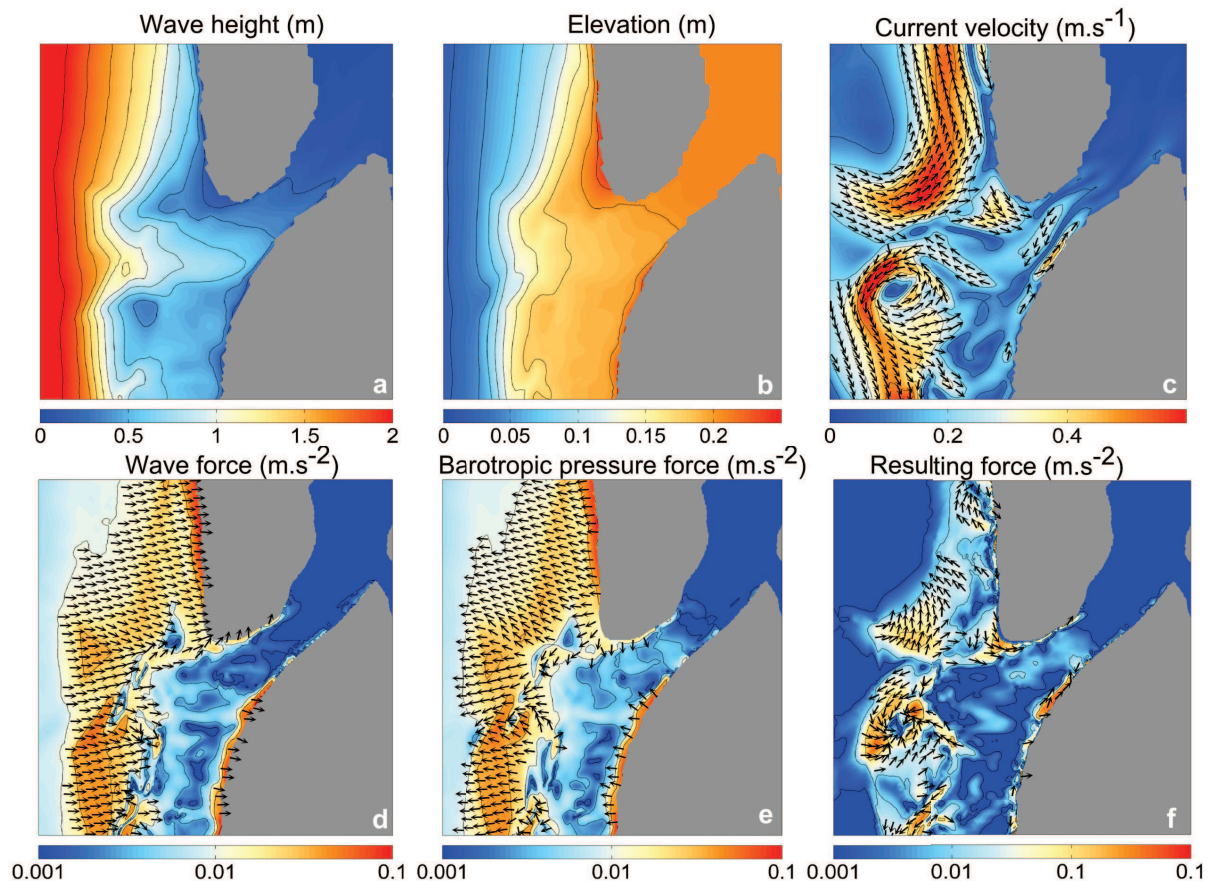 Wave height (m) Elevation (m) Current velocity (m.s-1)
a b c
0 0.5 1 1.5 2 0 0.05 0.1 0.15 0.2 0 0.2 0.4
Wave force (m.s-2) Barotropic pressure force (m.s-2) Resulting force (m.s-2)
d e f
0.001 0.01 0.1 0.001 0.01 0.1 0.001 0.1 0.1